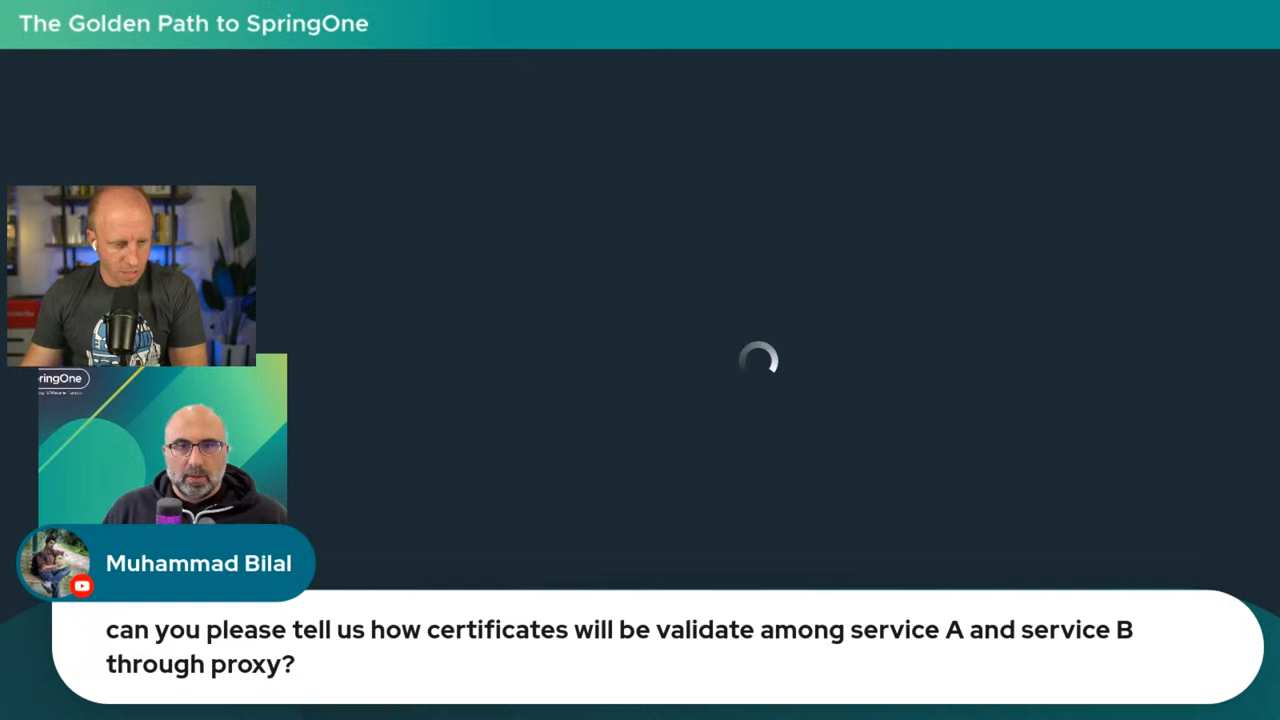 The Golden Path to SpringOne
ringOne
Muhammad Bilal
can you please tell us how certificates will be validate among service A and service B
through proxy?